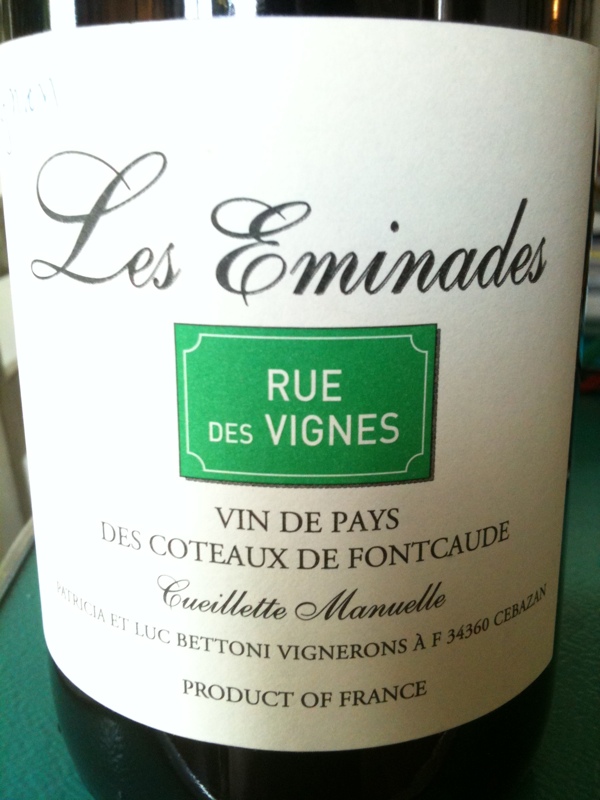 Les Eminades
RUE
DES VIGNES
VIN DE PAYS
DES COTEAUX DE FONTCAUDE
Cueillette Manuelle
PATRICIA ET LUC BETTONI VIGNERONS À F 34360 CEBAZAN
PRODUCT OF FRANCE